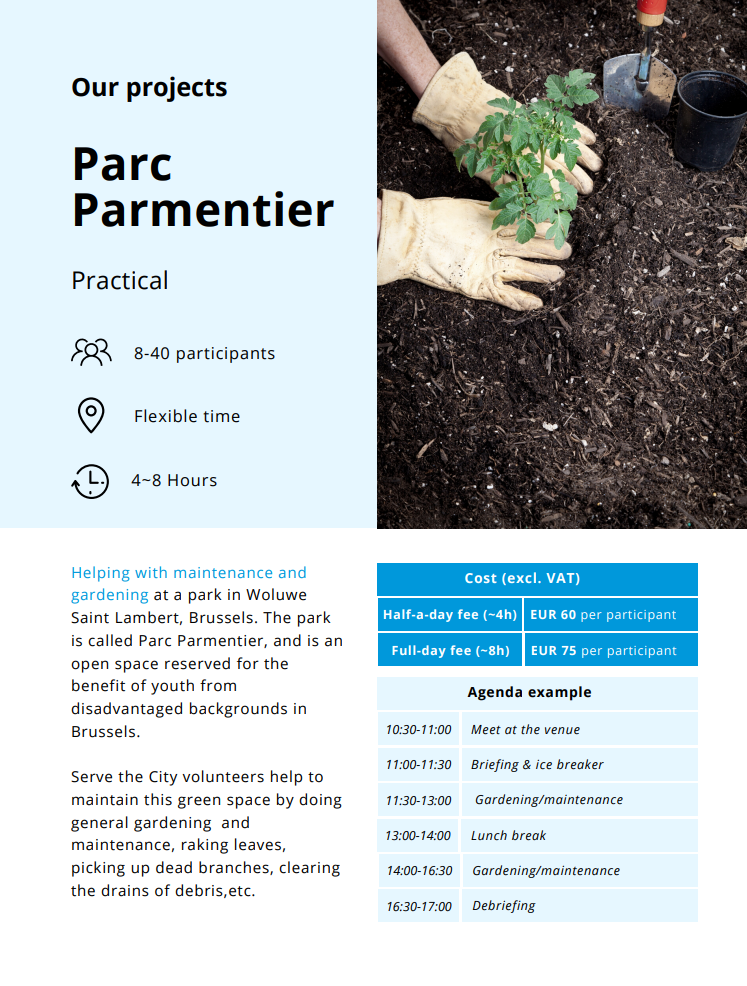 Our projects
Parc
Parmentier
Practical
8-40 participants
Flexible time
4~8 Hours
Helping with maintenance and
gardening at a park in Woluwe
Saint Lambert, Brussels. The park
is called Parc Parmentier, and is an
open space reserved for the
benefit of youth from
disadvantaged backgrounds in
Brussels.
Serve the City volunteers help to
maintain this green space by doing
general gardening  and
maintenance, raking leaves,
picking up dead branches, clearing
the drains of debris,etc.
Cost (excl. VAT)
Half-a-day fee (~4h) EUR 60 per participant
Full-day fee (~8h) EUR 75 per participant
Agenda example
10:30-11:00 Meet at the venue
11:00-11:30 Briefing & ice breaker
11:30-13:00 Gardening/maintenance
13:00-14:00 Lunch break
14:00-16:30 Gardening/maintenance
16:30-17:00 Debriefing